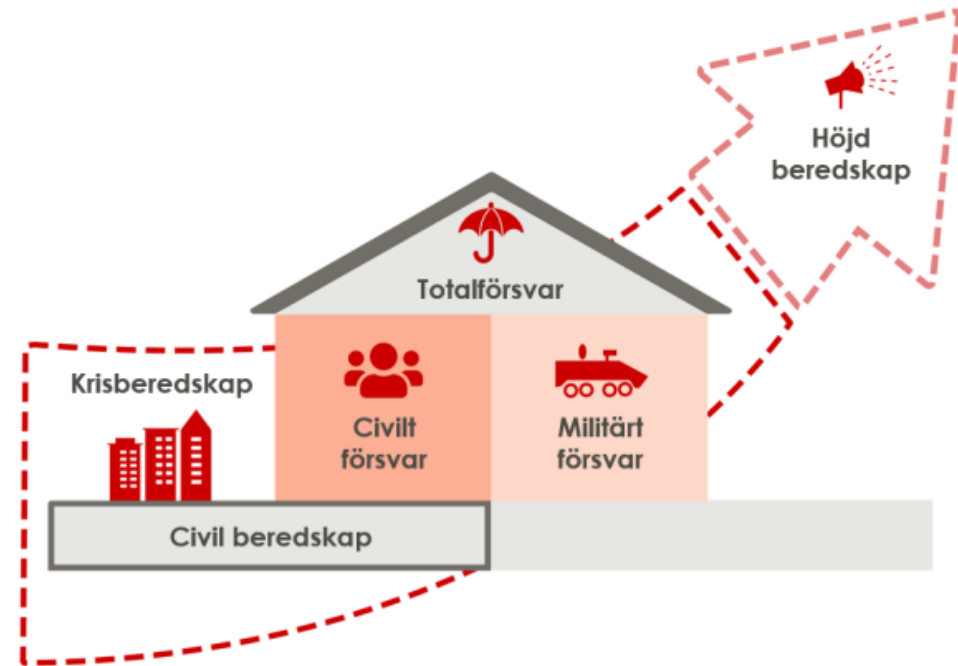 Höjd
beredskap
Totalförsvar
Krisberedskap
Civilt
försvar
Militärt
försvar
Civil beredskap